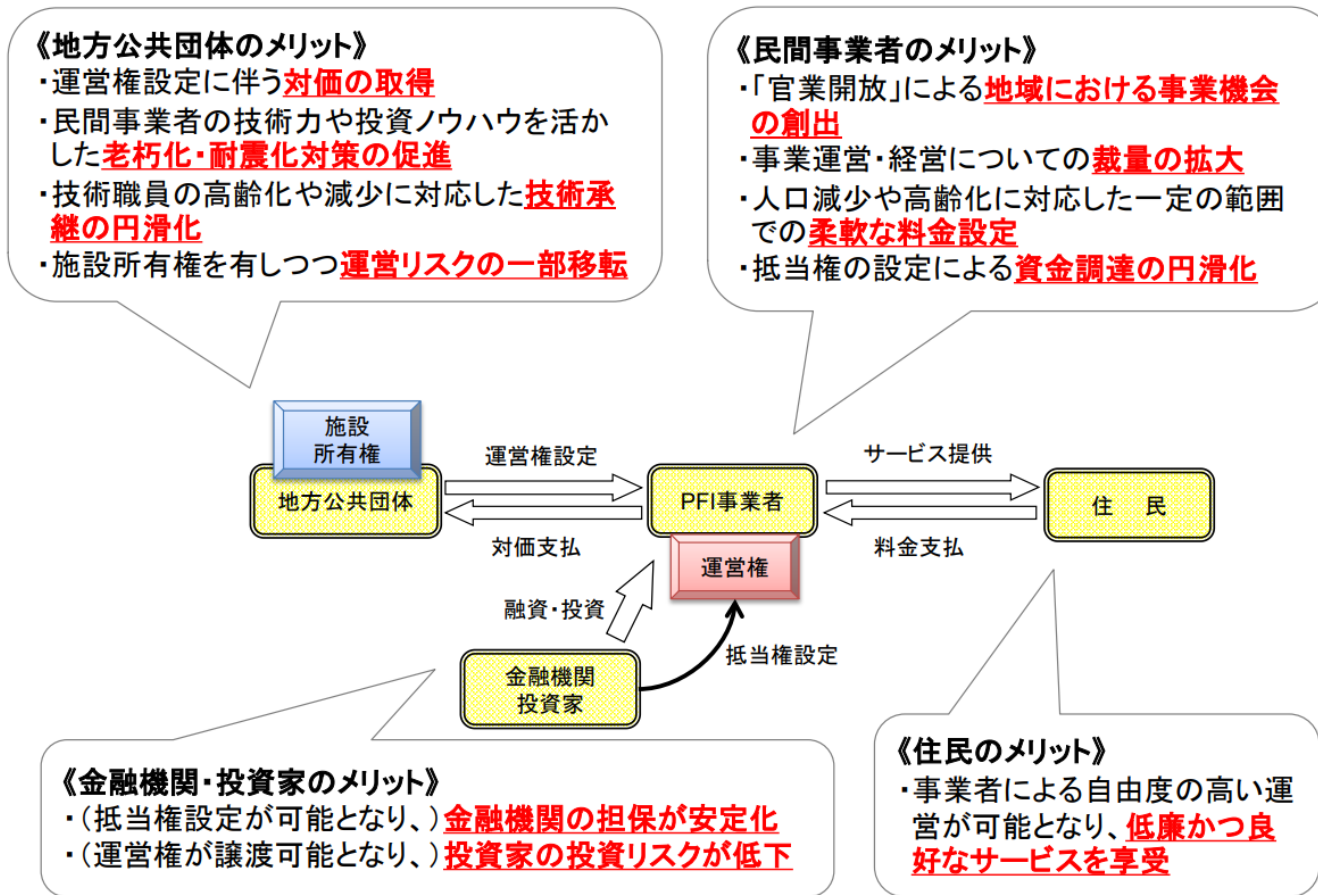 《地方公共団体のメリット》
・運営権設定に伴う対価の取得
・民間事業者の技術力や投資ノウハウを活か
した老朽化・耐震化対策の促進
・技術職員の高齢化や減少に対応した技術承
継の円滑化
・施設所有権を有しつつ運営リスクの一部移転
《民間事業者のメリット》
・「官業開放」による地域における事業機会
の創出
・事業運営・経営についての裁量の拡大
・人口減少や高齢化に対応した一定の範囲
での柔軟な料金設定
・抵当権の設定による資金調達の円滑化
施設
所有権
地方公共団体
運営権設定
対価支払
PFI事業者
運営権
サービス提供
料金支払
住　民
融資・投資
抵当権設定
金融機関
投資家
《金融機関・投資家のメリット》
・（抵当権設定が可能となり、）金融機関の担保が安定化
・（運営権が譲渡可能となり、）投資家の投資リスクが低下
《住民のメリット》
・事業者による自由度の高い運
営が可能となり、低廉かつ良
好なサービスを享受